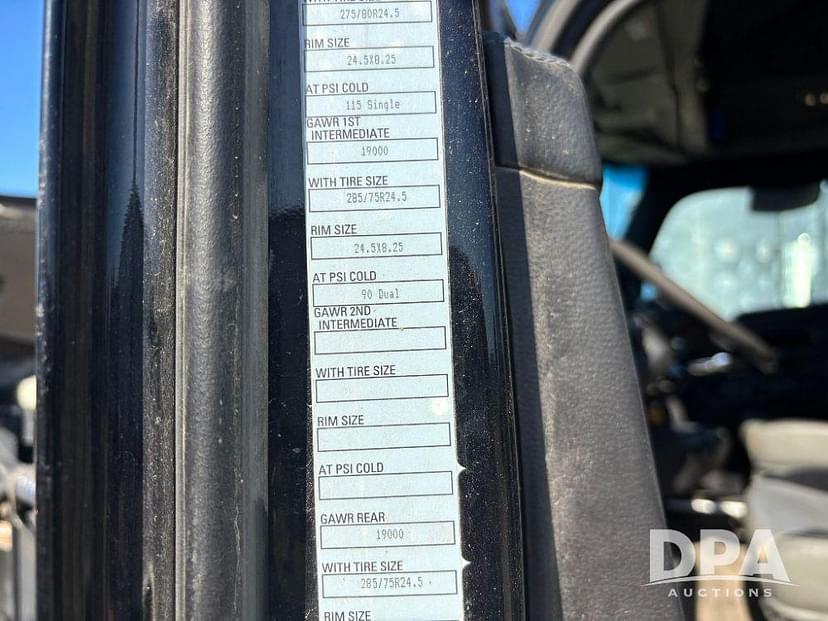 WITH TIRE SIZE
275/80R24.5
RIM SIZE
24.5X8.25
AT PSI COLD
115 Single
GAWR 1ST
INTERMEDIATE
19000
WITH TIRE SIZE
285/75R24.5
RIM SIZE
24.5X8.25
AT PSI COLD
90 Dual
GAWR 2ND
INTERMEDIATE
WITH TIRE SIZE
RIM SIZE
AT PSI COLD
GAWR REAR
19000
WITH TIRE SIZE
285/75R24.5
RIM SIZE
DPA
AUCTIONS